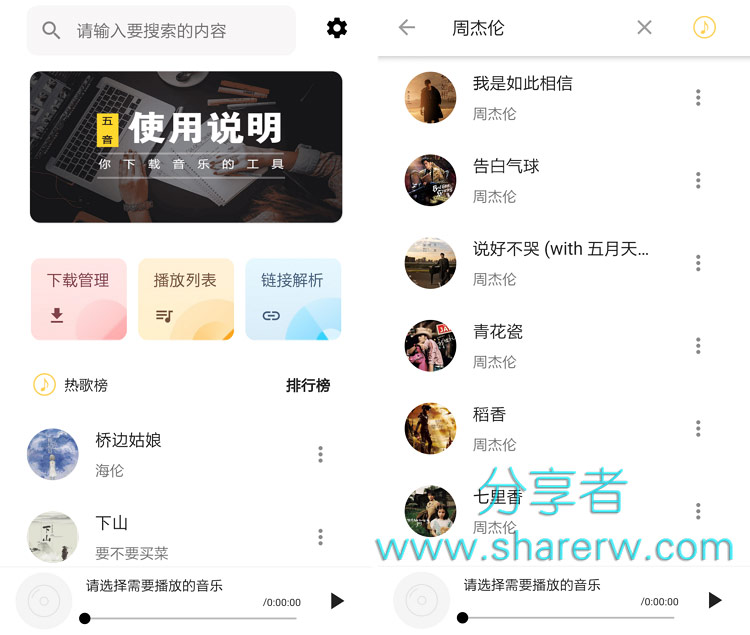 请输入要搜索的内容
五音
使用说明
你下载音乐的工具
下载管理
播放列表
链接解析
热歌榜
排行榜
桥边姑娘
海伦
下山
要不要买菜
请选择需要播放的音乐
/0:00:00
周杰伦
我是如此相信
周杰伦
告白气球
周杰伦
说好不哭 (with 五月天...
周杰伦
青花瓷
周杰伦
稻香
周杰伦
七里香
周杰伦
分享者
www.sharerw.com
请选择需要播放的音乐
/0:00:00